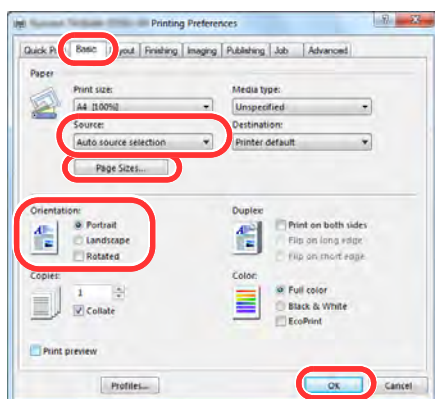 Printing Preferences
Quick Basic yout Finishing Imaging Publishing Job Advanced
Paper
Print size: Media type:
A4 [100%] Unspecified
Source: Destination:
Auto source selection Printer default
Page Sizes...
Orientation: Duplex:
Portrait Print on both sides
Landscape Flip on long edge
Rotated Flip on short edge
Copies: Color:
1 Full color
Collate Black & White
EcoPrint
Print preview
Profiles... OK Cancel